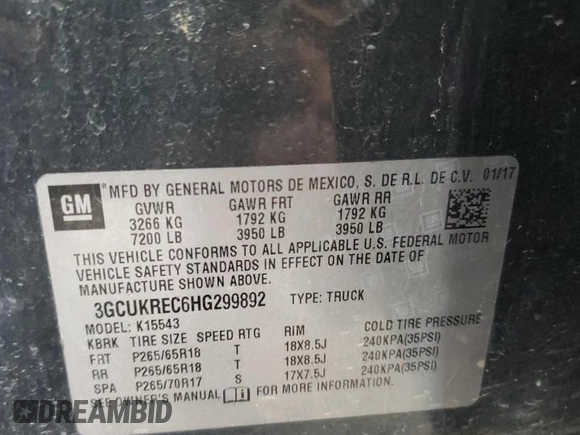 GM
MFD BY GENERAL MOTORS DE MEXICO, S. DE R.L. DE C.V. 01/17
GVWR GAWR FRT GAWR RR
3266 KG 1792 KG 1792 KG
7200 LB 3950 LB 3950 LB
THIS VEHICLE CONFORMS TO ALL APPLICABLE U.S. FEDERAL MOTOR
VEHICLE SAFETY STANDARDS IN EFFECT ON THE DATE OF
MANUFACTURE SHOWN ABOVE.
3GCUKREC6HG299892 TYPE: TRUCK
MODEL: K15543
KBRK TIRE SIZE SPEED RTG RIM COLD TIRE PRESSURE
FRT P265/65R18 T 18X8.5J 240KPA(35PSI)
RR P265/65R18 T 18X8.5J 240KPA(35PSI)
SPA P265/70R17 S 17X7.5J 240KPA(35PSI)
SEE OWNER'S MANUAL FOR MORE INFORMATION.
DREAMBID